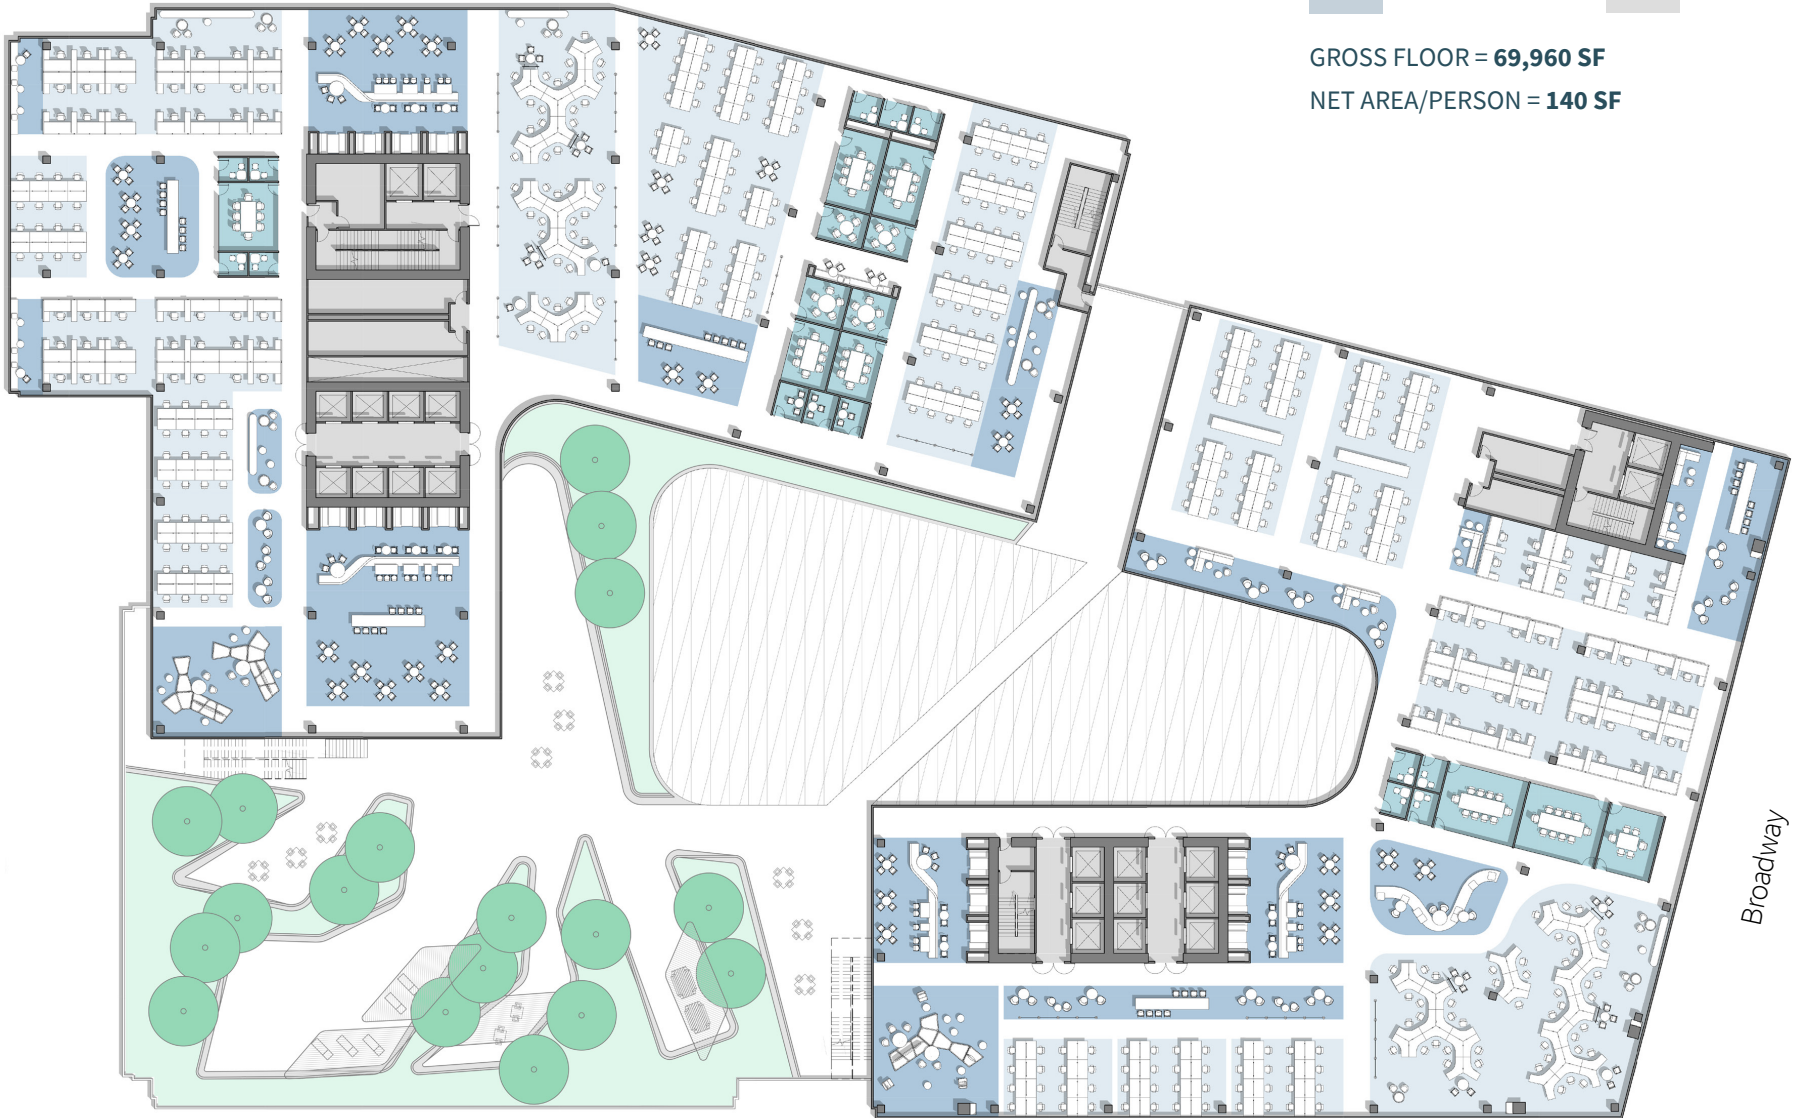 GROSS FLOOR = 69,960 SF
NET AREA/PERSON = 140 SF
Broadway